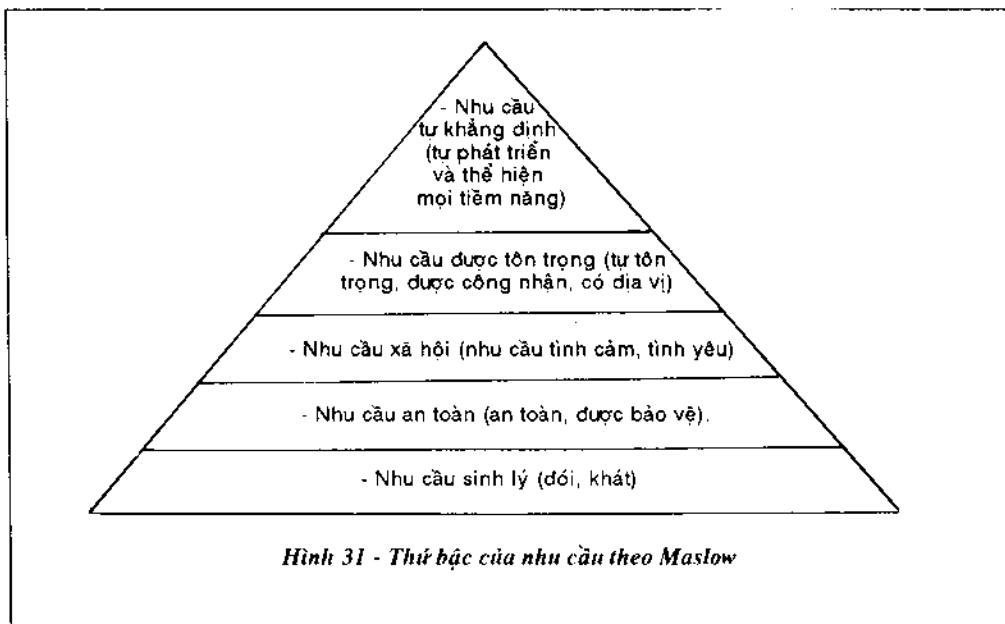 - Nhu cầu
tự khẳng định
(tự phát triển
và thể hiện
mọi tiềm năng)
- Nhu cầu được tôn trọng (tự tôn
trọng, được công nhận, có địa vị)
- Nhu cầu xã hội (nhu cầu tình cảm, tình yêu)
- Nhu cầu an toàn (an toàn, được bảo vệ).
- Nhu cầu sinh lý (đói, khát)
Hình 31 - Thứ bậc của nhu cầu theo Maslow